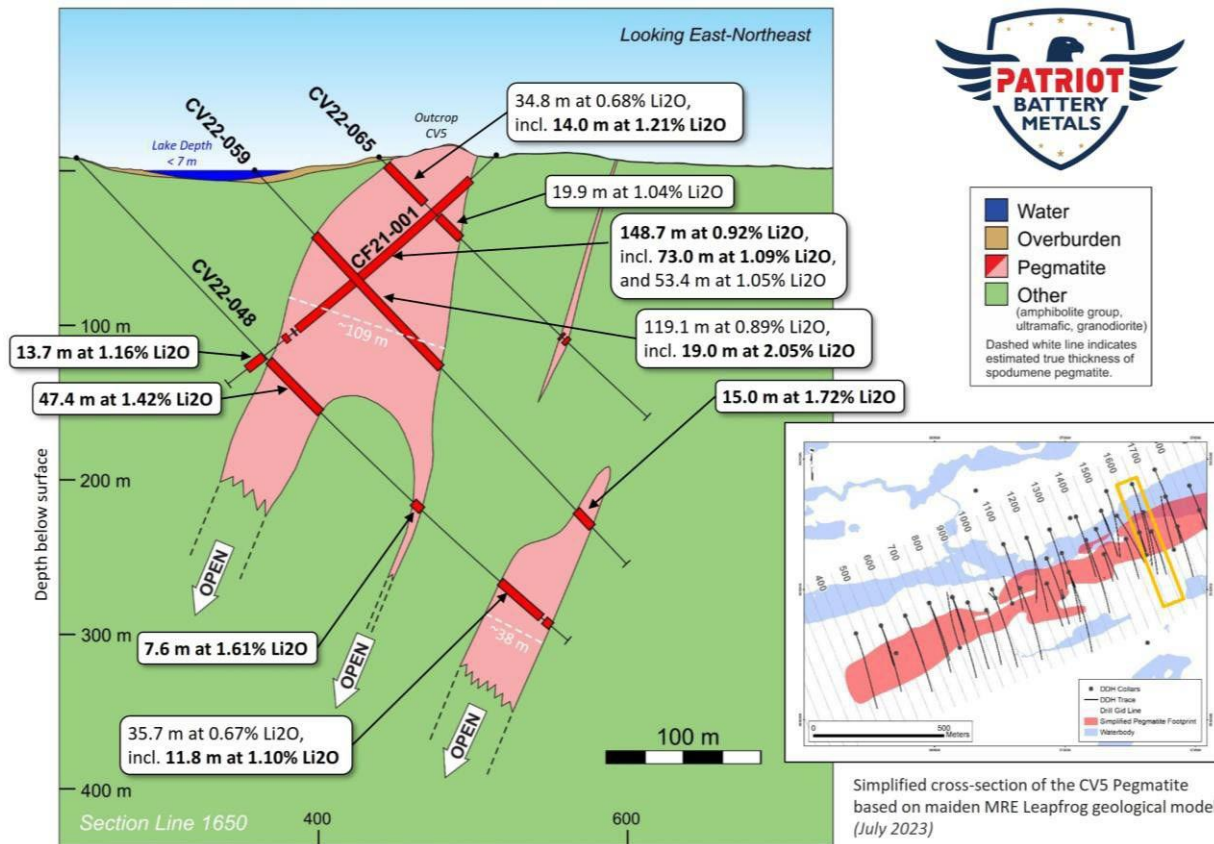 Looking East-Northeast
PATRIOT
BATTERY
METALS
CV22-059
CV22-065
Outcrop
CV5
Lake Depth
< 7 m
34.8 m at 0.68% Li2O,
incl. 14.0 m at 1.21% Li2O
19.9 m at 1.04% Li2O
CF21-001
148.7 m at 0.92% Li2O,
incl. 73.0 m at 1.09% Li2O,
and 53.4 m at 1.05% Li2O
CV22-048
~109 m
119.1 m at 0.89% Li2O,
incl. 19.0 m at 2.05% Li2O
13.7 m at 1.16% Li2O
47.4 m at 1.42% Li2O
15.0 m at 1.72% Li2O
7.6 m at 1.61% Li2O
~38 m
35.7 m at 0.67% Li2O,
incl. 11.8 m at 1.10% Li2O
OPEN
OPEN
OPEN
Depth below surface
100 m
200 m
300 m
400 m
100 m
Section Line 1650
400
600
Water
Overburden
Pegmatite
Other
(amphibolite group,
ultramafic, granodiorite)
Dashed white line indicates
estimated true thickness of
spodumene pegmatite.
400
500
600
700
800
900
1000
1100
1200
1300
1400
1500
1600
1700
0
500
Meters
DDH Collars
DDH Trace
Drill Gid Line
Simplified Pegmatite Footprint
Waterbody
Simplified cross-section of the CV5 Pegmatite
based on maiden MRE Leapfrog geological model
(July 2023)